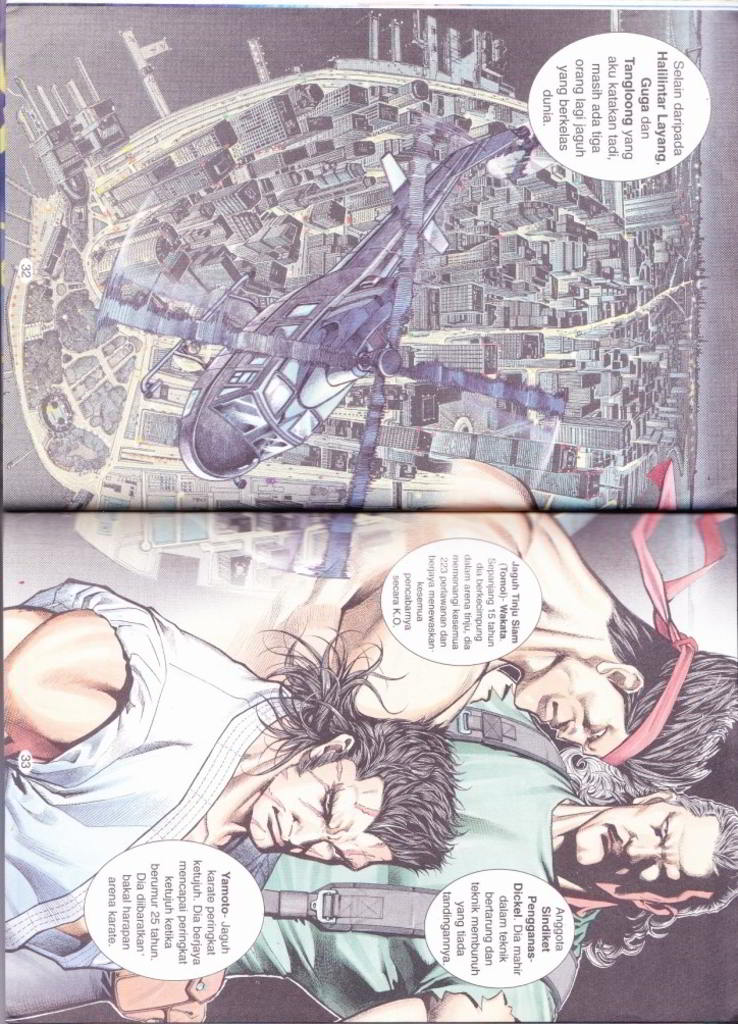 Selain daripada
Halilintar Layang,
Guga dan
Tangloong yang
aku katakan tadi,
masih ada tiga
orang lagi jaguh
yang berkelas
dunia.
32
Jaguh Tinju Siam
(Tomoi)- Wakata.
Sepanjang 15 tahun
dia berkecimpung
dalam arena tinju, dia
memenangi kesemua
223 perlawanan dan
berjaya menewaskan
kesemua
pencabarnya
secara K.O.
Anggota
Sindiket
Pengganas-
Dickel. Dia mahir
bertarung dan
dalam teknik
teknik membunuh
yang tiada
tandingannya.
Yamoto- Jaguh
karate peringkat
ketujuh. Dia berjaya
mencapai peringkat
ketujuh ketika
berumur 25 tahun.
Dia diibaratkan
bakal harapan
arena karate.
33